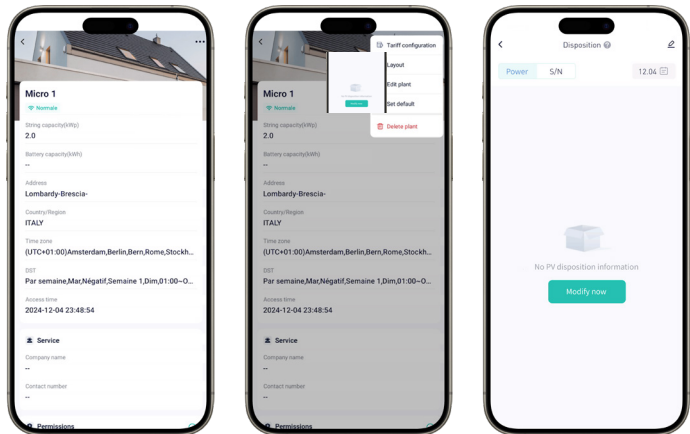 Micro 1
Normale
String capacity(kWp)
2.0
Battery capacity(kWh)
--
Address
Lombardy-Brescia-
Country/Region
ITALY
Time zone
(UTC+01:00)Amsterdam,Berlin,Bern,Rome,Stockh...
DST
Par semaine,Mar,Négatif,Semaine 1,Dim,01:00~O...
Access time
2024-12-04 23:48:54
Service
Company name
--
Contact number
--
Permissions
Tariff configuration
Layout
Edit plant
Set default
Delete plant
Micro 1
Normale
String capacity(kWp)
2.0
Battery capacity(kWh)
--
Address
Lombardy-Brescia-
Country/Region
ITALY
Time zone
(UTC+01:00)Amsterdam,Berlin,Bern,Rome,Stockh...
DST
Par semaine,Mar,Négatif,Semaine 1,Dim,01:00~O...
Access time
2024-12-04 23:48:54
Service
Company name
--
Contact number
--
Permissions
Disposition
Power S/N 12.04
No PV disposition information
Modify now